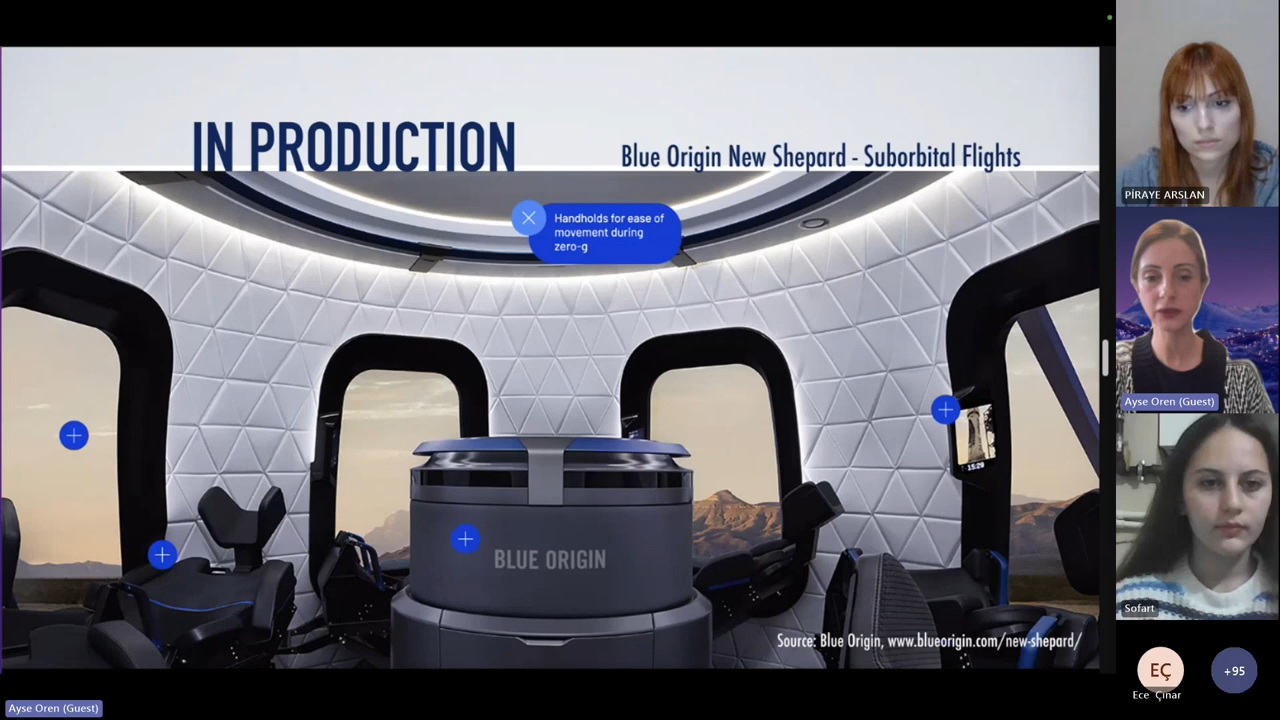 IN PRODUCTION
Blue Origin New Shepard - Suborbital Flights
Handholds for ease of
movement during
zero-g
15:29
BLUE ORIGIN
Source: Blue Origin, www.blueorigin.com/new-shepard/
PİRAYE ARSLAN
Ayse Oren (Guest)
Sofart
EÇ
Ece Çınar
+95
Ayse Oren (Guest)